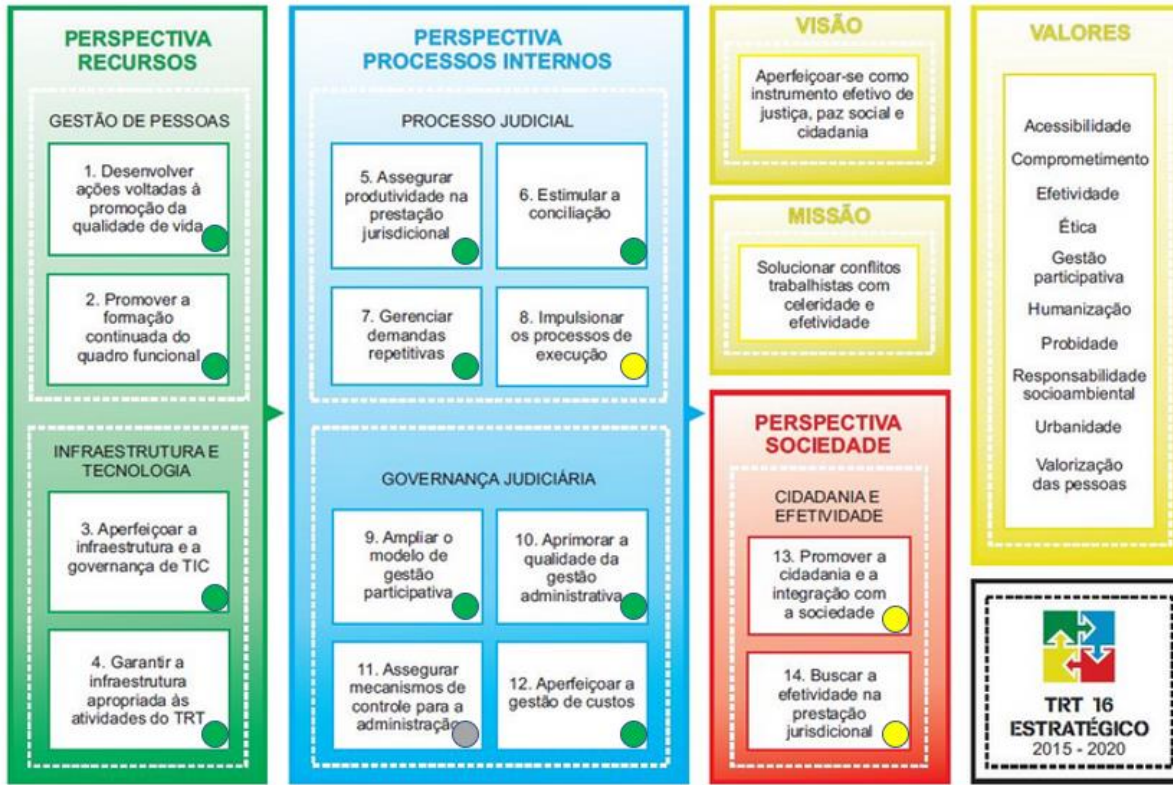 PERSPECTIVA
RECURSOS
GESTÃO DE PESSOAS
1. Desenvolver
ações voltadas à
promoção da
qualidade de vida
2. Promover a
formação
continuada do
quadro funcional
INFRAESTRUTURA E
TECNOLOGIA
3. Aperfeiçoar a
infraestrutura e a
governança de TIC
4. Garantir a
infraestrutura
apropriada às
atividades do TRT
PERSPECTIVA
PROCESSOS INTERNOS
PROCESSO JUDICIAL
5. Assegurar
produtividade na
prestação
jurisdicional
6. Estimular a
conciliação
7. Gerenciar
demandas
repetitivas
8. Impulsionar
os processos de
execução
GOVERNANÇA JUDICIÁRIA
9. Ampliar o
modelo de
gestão
participativa
10. Aprimorar a
qualidade da
gestão
administrativa
11. Assegurar
mecanismos de
controle para a
administração
12. Aperfeiçoar a
gestão de custos
VISÃO
Aperfeiçoar-se como
instrumento efetivo de
justiça, paz social e
cidadania
MISSÃO
Solucionar conflitos
trabalhistas com
celeridade e
efetividade
PERSPECTIVA
SOCIEDADE
CIDADANIA E
EFETIVIDADE
13. Promover a
cidadania e a
integração com
a sociedade
14. Buscar a
efetividade na
prestação
jurisdicional
VALORES
Acessibilidade
Comprometimento
Efetividade
Ética
Gestão
participativa
Humanização
Probidade
Responsabilidade
socioambiental
Urbanidade
Valorização
das pessoas
TRT 16
ESTRATÉGICO
2015 - 2020